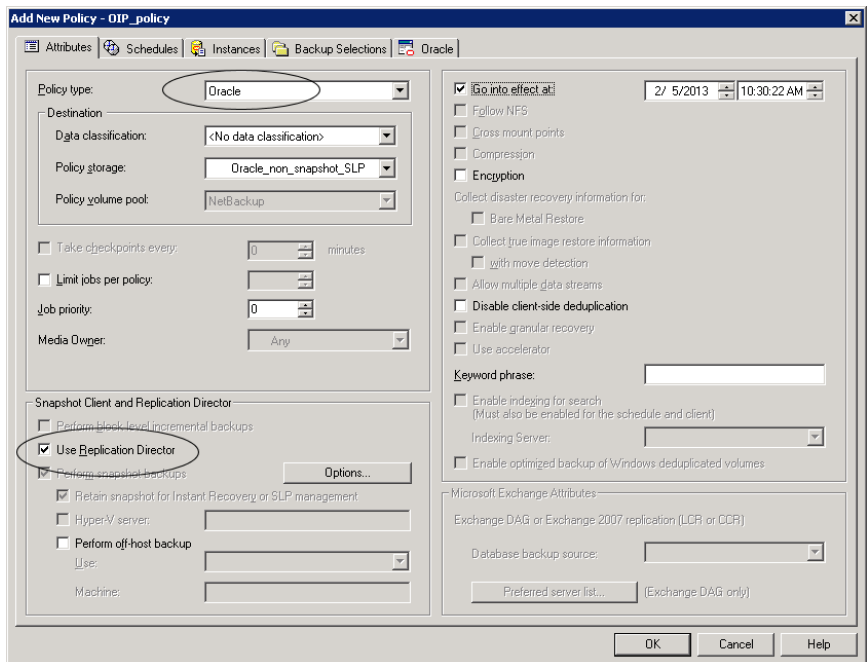 Add New Policy - OIP_policy
Attributes
Schedules
Instances
Backup Selections
Oracle
Policy type:
Oracle
Destination
Data classification:
<No data classification>
Policy storage:
Oracle_non_snapshot_SLP
Policy volume pool:
NetBackup
Take checkpoints every:
0
minutes
Limit jobs per policy:
Job priority:
0
Media Owner:
Any
Snapshot Client and Replication Director
Perform block level incremental backups
Use Replication Director
Perform snapshot backups
Options...
Retain snapshot for Instant Recovery or SLP management
Hyper-V server:
Perform off-host backup
Use:
Machine:
Go into effect at:
2/ 5/2013
10:30:22 AM
Follow NFS
Cross mount points
Compression
Encryption
Collect disaster recovery information for:
Bare Metal Restore
Collect true image restore information
with move detection
Allow multiple data streams
Disable client-side deduplication
Enable granular recovery
Use accelerator
Keyword phrase:
Enable indexing for search
(Must also be enabled for the schedule and client)
Indexing Server:
Enable optimized backup of Windows deduplicated volumes
Microsoft Exchange Attributes
Exchange DAG or Exchange 2007 replication (LCR or CCR)
Database backup source:
Preferred server list...
(Exchange DAG only)
OK
Cancel
Help